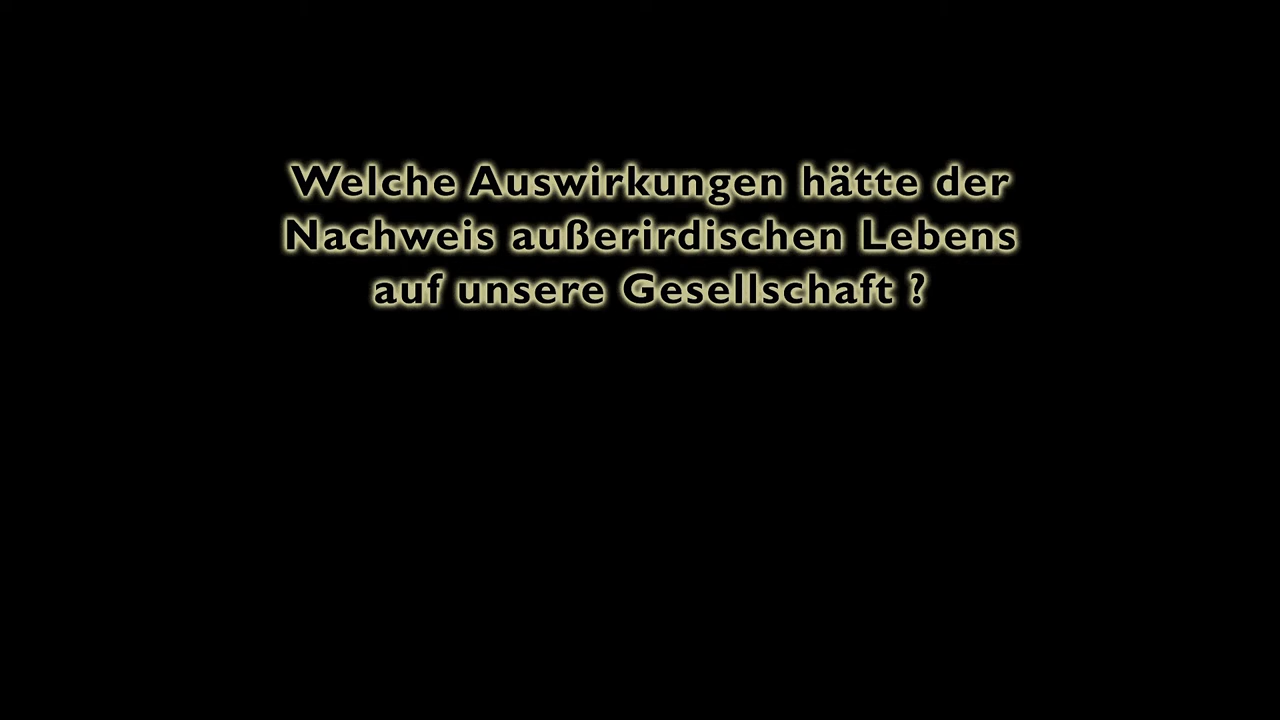 Welche Auswirkungen hätte der
Nachweis außerirdischen Lebens
auf unsere Gesellschaft ?